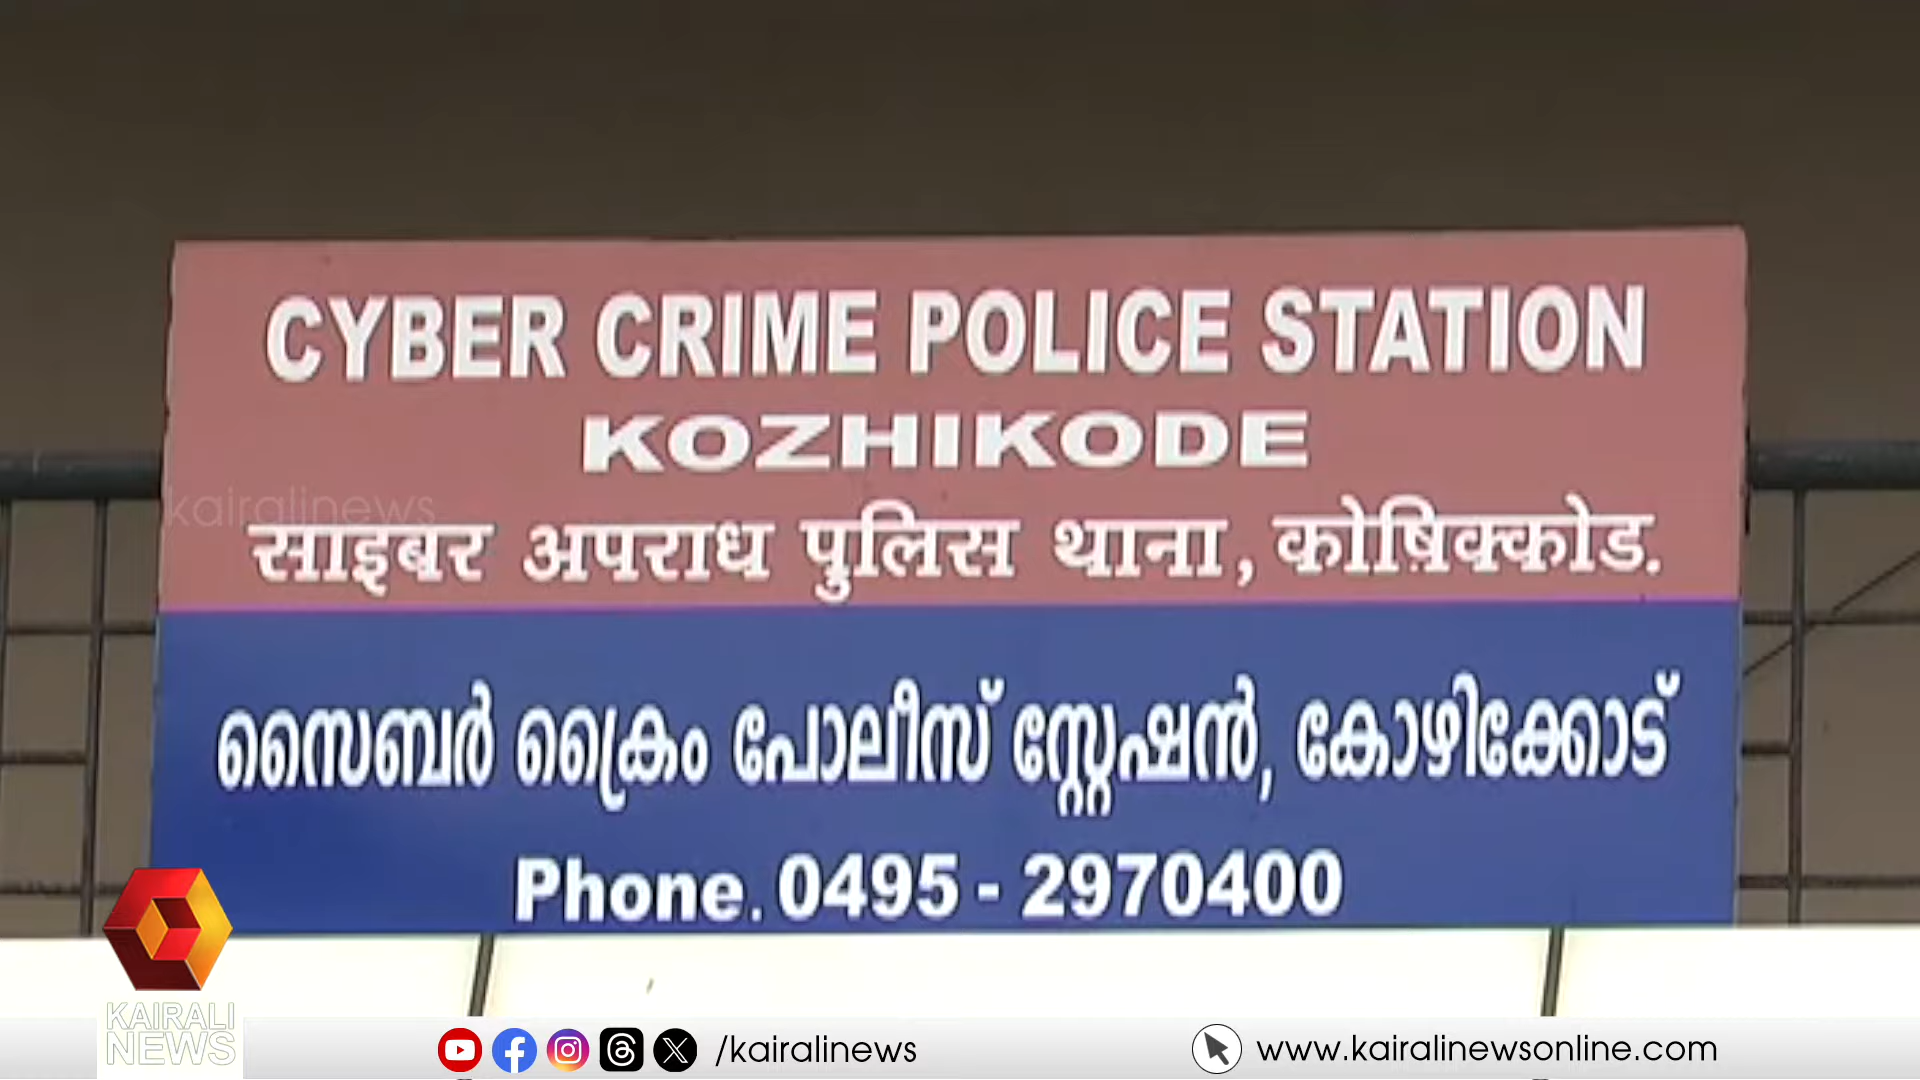 CYBER CRIME POLICE STATION
KOZHIKODE
साइबर अपराध पुलिस थाना, कोष़िक्कोड.
സൈബർ ക്രൈം പോലീസ് സ്റ്റേഷൻ, കോഴിക്കോട്
Phone. 0495 - 2970400
kairalinews
KAIRALI
NEWS
/kairalinews
www.kairalinewsonline.com